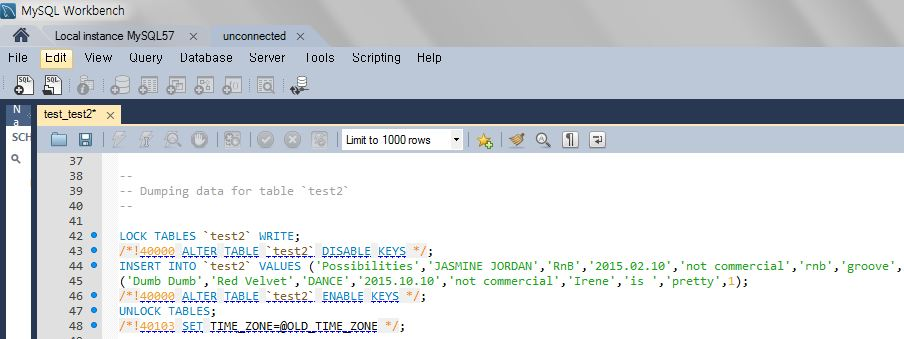 MySQL Workbench
Local instance MySQL57 × unconnected ×
File Edit View Query Database Server Tools Scripting Help
SQL SQL
N
a
test_test2* ×
SCH
Limit to 1000 rows
37
38 --
39 -- Dumping data for table `test2`
40 --
41
42 LOCK TABLES `test2` WRITE;
43 /*!40000 ALTER TABLE `test2` DISABLE KEYS */;
44 INSERT INTO `test2` VALUES ('Possibilities','JASMINE JORDAN','RnB','2015.02.10','not commercial','rnb','groove',
45 ('Dumb Dumb','Red Velvet','DANCE','2015.10.10','not commercial','Irene','is ','pretty',1);
46 /*!40000 ALTER TABLE `test2` ENABLE KEYS */;
47 UNLOCK TABLES;
48 /*!40103 SET TIME_ZONE=@OLD_TIME_ZONE */;